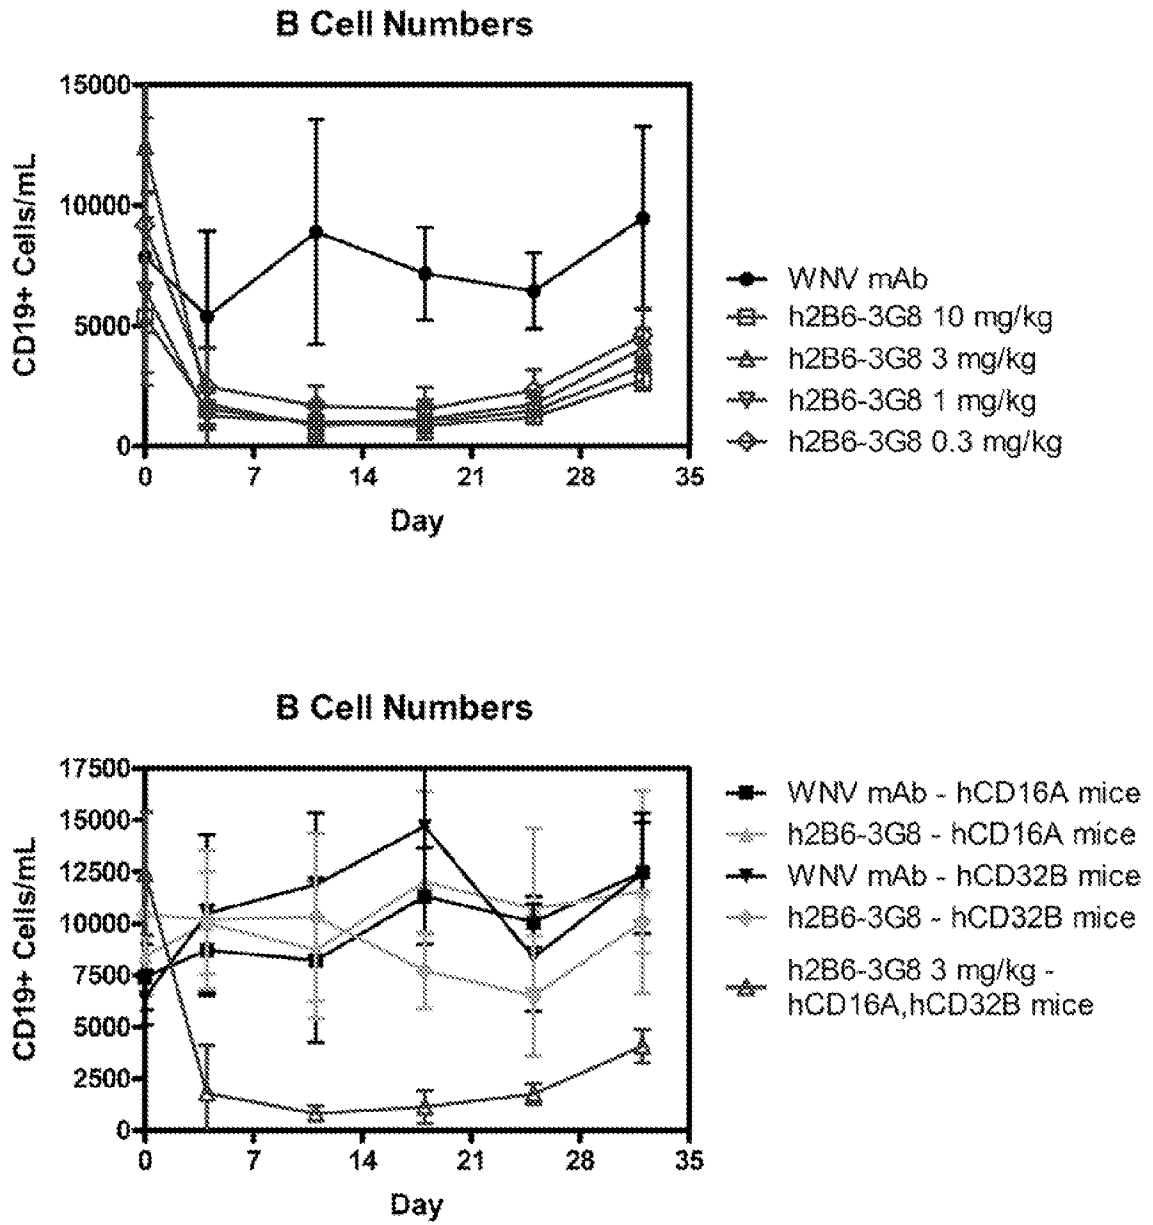 B Cell Numbers
15000
10000
5000
0
CD19+ Cells/mL
0 7 14 21 28 35
Day
WNV mAb
h2B6-3G8 10 mg/kg
h2B6-3G8 3 mg/kg
h2B6-3G8 1 mg/kg
h2B6-3G8 0.3 mg/kg
B Cell Numbers
17500
15000
12500
10000
7500
5000
2500
0
CD19+ Cells/mL
0 7 14 21 28 35
Day
WNV mAb - hCD16A mice
h2B6-3G8 - hCD16A mice
WNV mAb - hCD32B mice
h2B6-3G8 - hCD32B mice
h2B6-3G8 3 mg/kg -
hCD16A,hCD32B mice